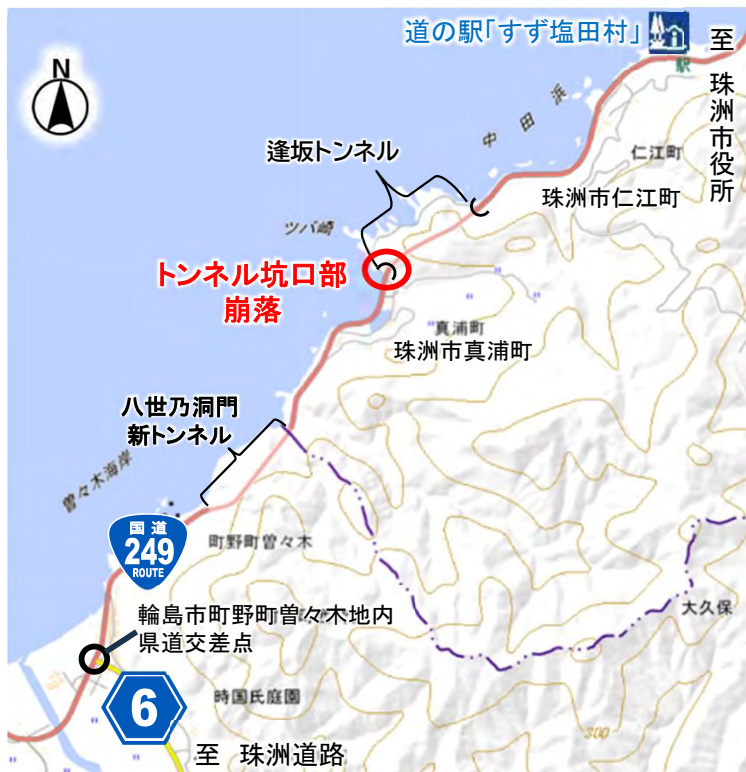 道の駅「すず塩田村」
駅
至
珠洲市役所
N
中田浜
逢坂トンネル
仁江町
珠洲市仁江町
ツバ崎
トンネル坑口部
崩落
真浦町
珠洲市真浦町
八世乃洞門
新トンネル
曽々木海岸
国道
249
ROUTE
町野町曽々木
輪島市町野町曽々木地内
県道交差点
大久保
6
時国氏庭園
300
至 珠洲道路